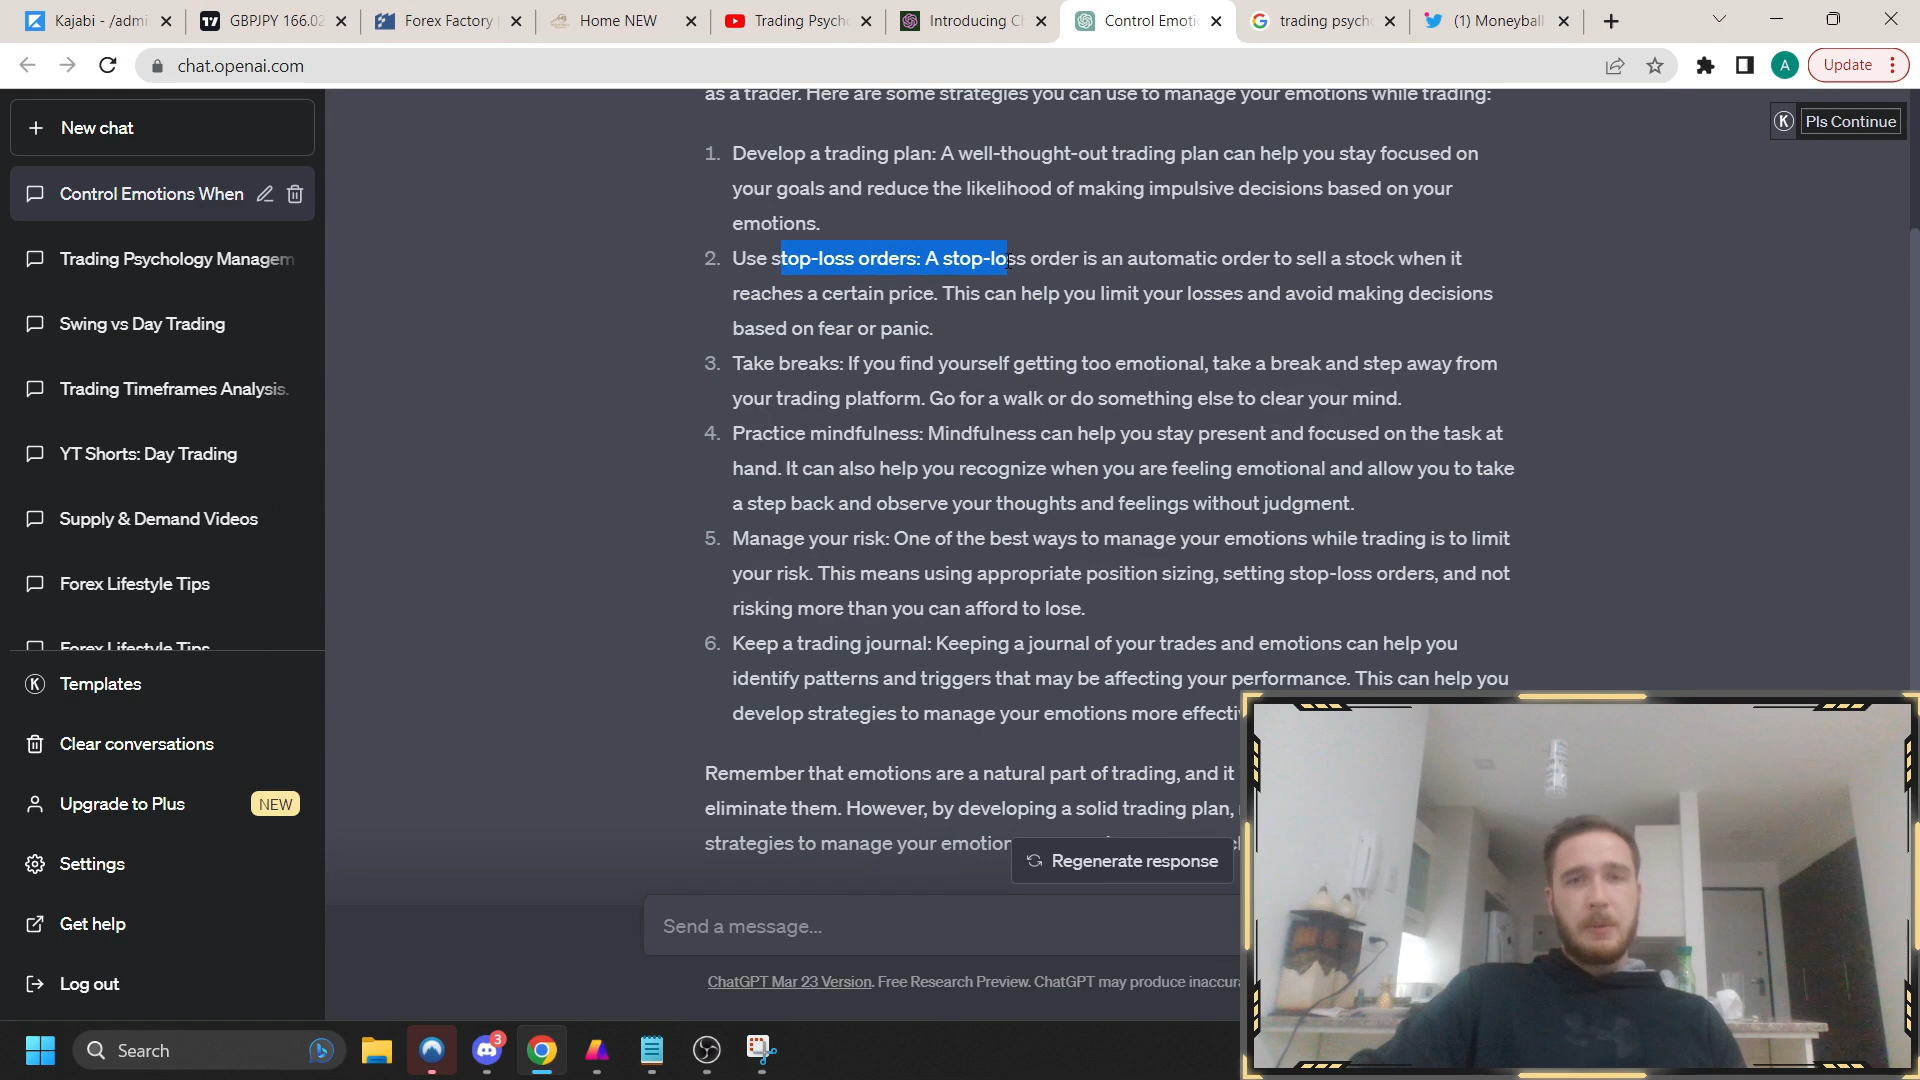 Kajabi - /admi
GBPJPY 166.02
Forex Factory
Home NEW
Trading Psych
Introducing C
Control Emoti
trading psych
(1) Moneyball
chat.openai.com
A
Update
New chat
Control Emotions When
Trading Psychology Managem
Swing vs Day Trading
Trading Timeframes Analysis.
YT Shorts: Day Trading
Supply & Demand Videos
Forex Lifestyle Tips
Forex Lifestyle Tips
Templates
Clear conversations
Upgrade to Plus NEW
Settings
Get help
Log out
Pls Continue
as a trader. Here are some strategies you can use to manage your emotions while trading:
1. Develop a trading plan: A well-thought-out trading plan can help you stay focused on
your goals and reduce the likelihood of making impulsive decisions based on your
emotions.
2. Use stop-loss orders: A stop-loss order is an automatic order to sell a stock when it
reaches a certain price. This can help you limit your losses and avoid making decisions
based on fear or panic.
3. Take breaks: If you find yourself getting too emotional, take a break and step away from
your trading platform. Go for a walk or do something else to clear your mind.
4. Practice mindfulness: Mindfulness can help you stay present and focused on the task at
hand. It can also help you recognize when you are feeling emotional and allow you to take
a step back and observe your thoughts and feelings without judgment.
5. Manage your risk: One of the best ways to manage your emotions while trading is to limit
your risk. This means using appropriate position sizing, setting stop-loss orders, and not
risking more than you can afford to lose.
6. Keep a trading journal: Keeping a journal of your trades and emotions can help you
identify patterns and triggers that may be affecting your performance. This can help you
develop strategies to manage your emotions more effecti
Remember that emotions are a natural part of trading, and it
eliminate them. However, by developing a solid trading plan,
strategies to manage your emotion
Regenerate response
Send a message...
ChatGPT Mar 23 Version. Free Research Preview. ChatGPT may produce inaccur
Search
3